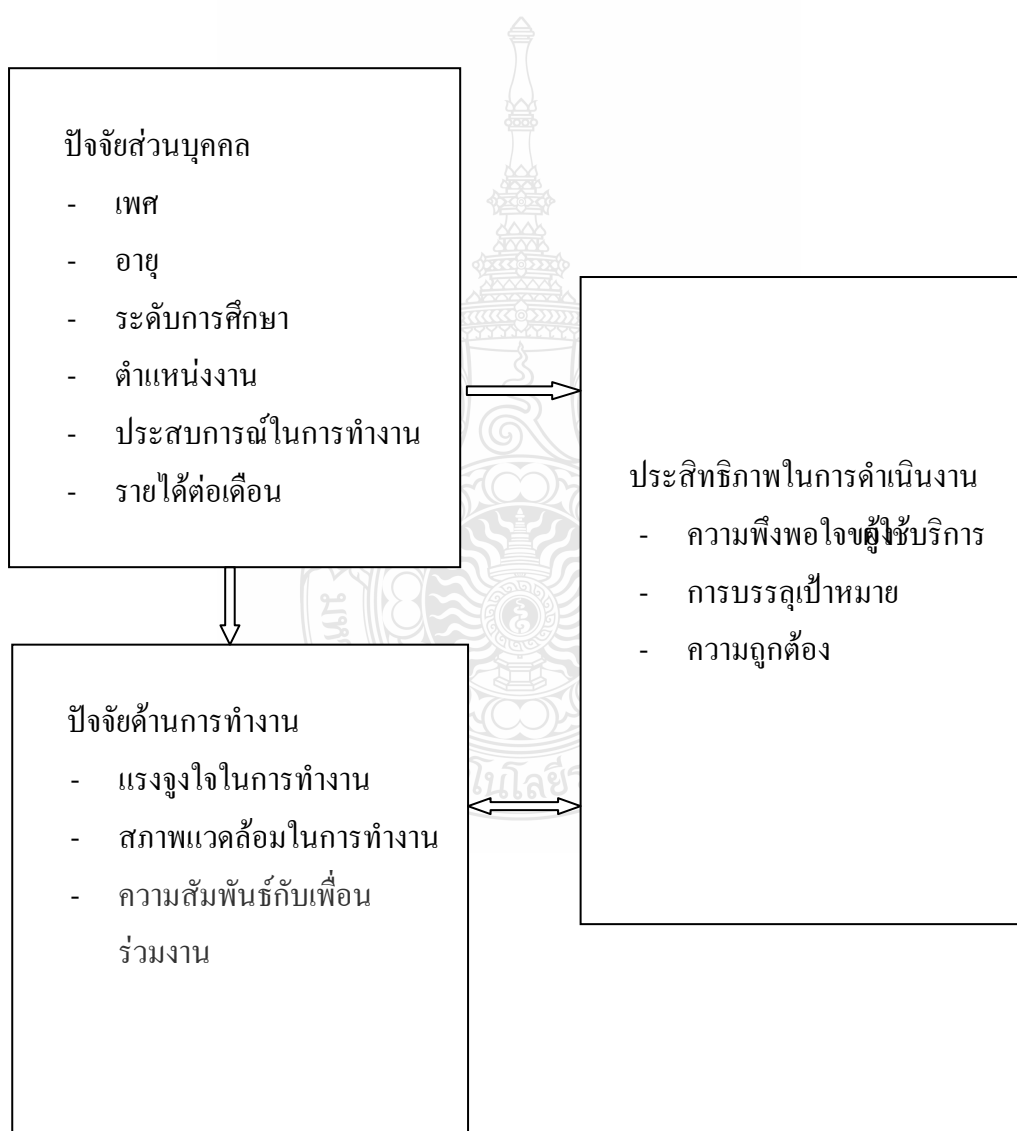 ปัจจัยส่วนบุคคล
- เพศ
- อายุ
- ระดับการศึกษา
- ตำแหน่งงาน
- ประสบการณ์ในการทำงาน
- รายได้ต่อเดือน
ประสิทธิภาพในการดำเนินงาน
- ความพึงพอใจของผู้ใช้บริการ
- การบรรลุเป้าหมาย
- ความถูกต้อง
ปัจจัยด้านการทำงาน
- แรงจูงใจในการทำงาน
- สภาพแวดล้อมในการทำงาน
- ความสัมพันธ์กับเพื่อน
ร่วมงาน